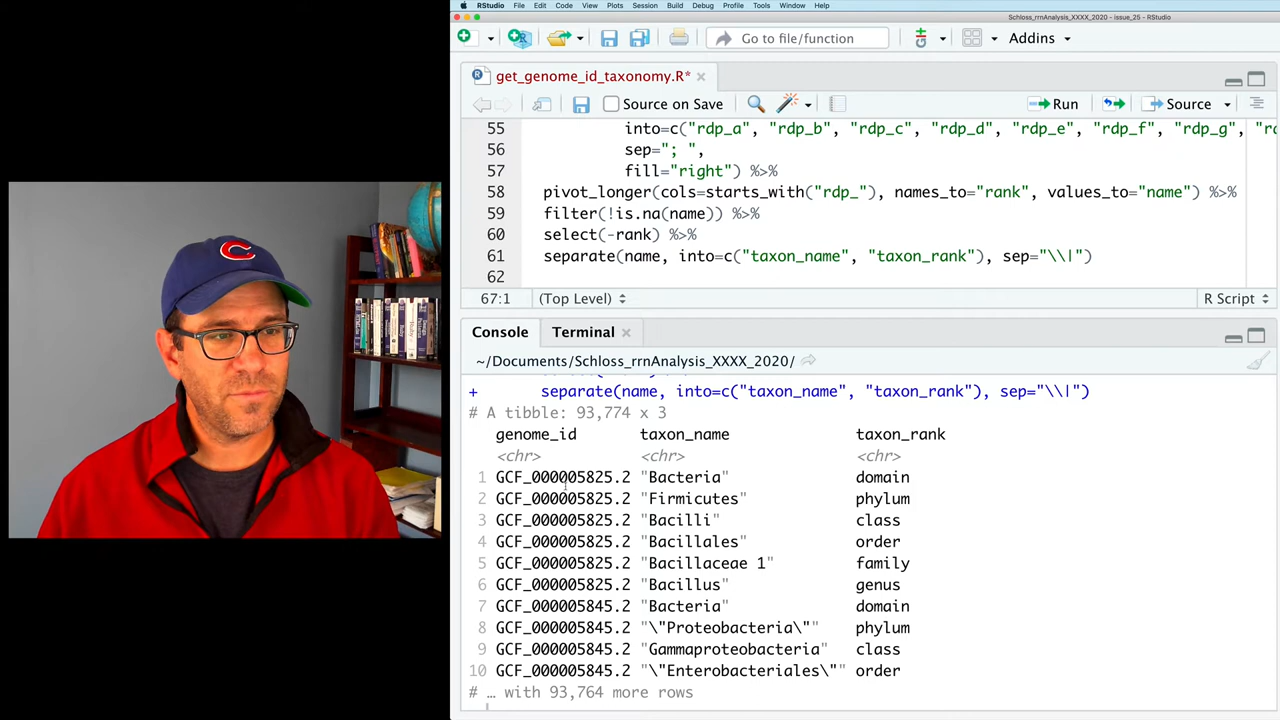 RStudio File Edit Code View Plots Session Build Debug Profile Tools Window Help
Schloss_rrnAnalysis_XXXX_2020 - issue_25 - RStudio
Go to file/function Addins
get_genome_id_taxonomy.R*
Source on Save Run Source
55 into=c("rdp_a", "rdp_b", "rdp_c", "rdp_d", "rdp_e", "rdp_f", "rdp_g", "r
56 sep="; ",
57 fill="right") %>%
58 pivot_longer(cols=starts_with("rdp_"), names_to="rank", values_to="name") %>%
59 filter(!is.na(name)) %>%
60 select(-rank) %>%
61 separate(name, into=c("taxon_name", "taxon_rank"), sep="\\|")
62
67:1 (Top Level) R Script
Console Terminal
~/Documents/Schloss_rrnAnalysis_XXXX_2020/
+ separate(name, into=c("taxon_name", "taxon_rank"), sep="\\|")
# A tibble: 93,774 x 3
genome_id taxon_name taxon_rank
<chr> <chr> <chr>
1 GCF_000005825.2 "Bacteria" domain
2 GCF_000005825.2 "Firmicutes" phylum
3 GCF_000005825.2 "Bacilli" class
4 GCF_000005825.2 "Bacillales" order
5 GCF_000005825.2 "Bacillaceae 1" family
6 GCF_000005825.2 "Bacillus" genus
7 GCF_000005845.2 "Bacteria" domain
8 GCF_000005845.2 "\"Proteobacteria\"" phylum
9 GCF_000005845.2 "Gammaproteobacteria" class
10 GCF_000005845.2 "\"Enterobacteriales\"" order
# … with 93,764 more rows